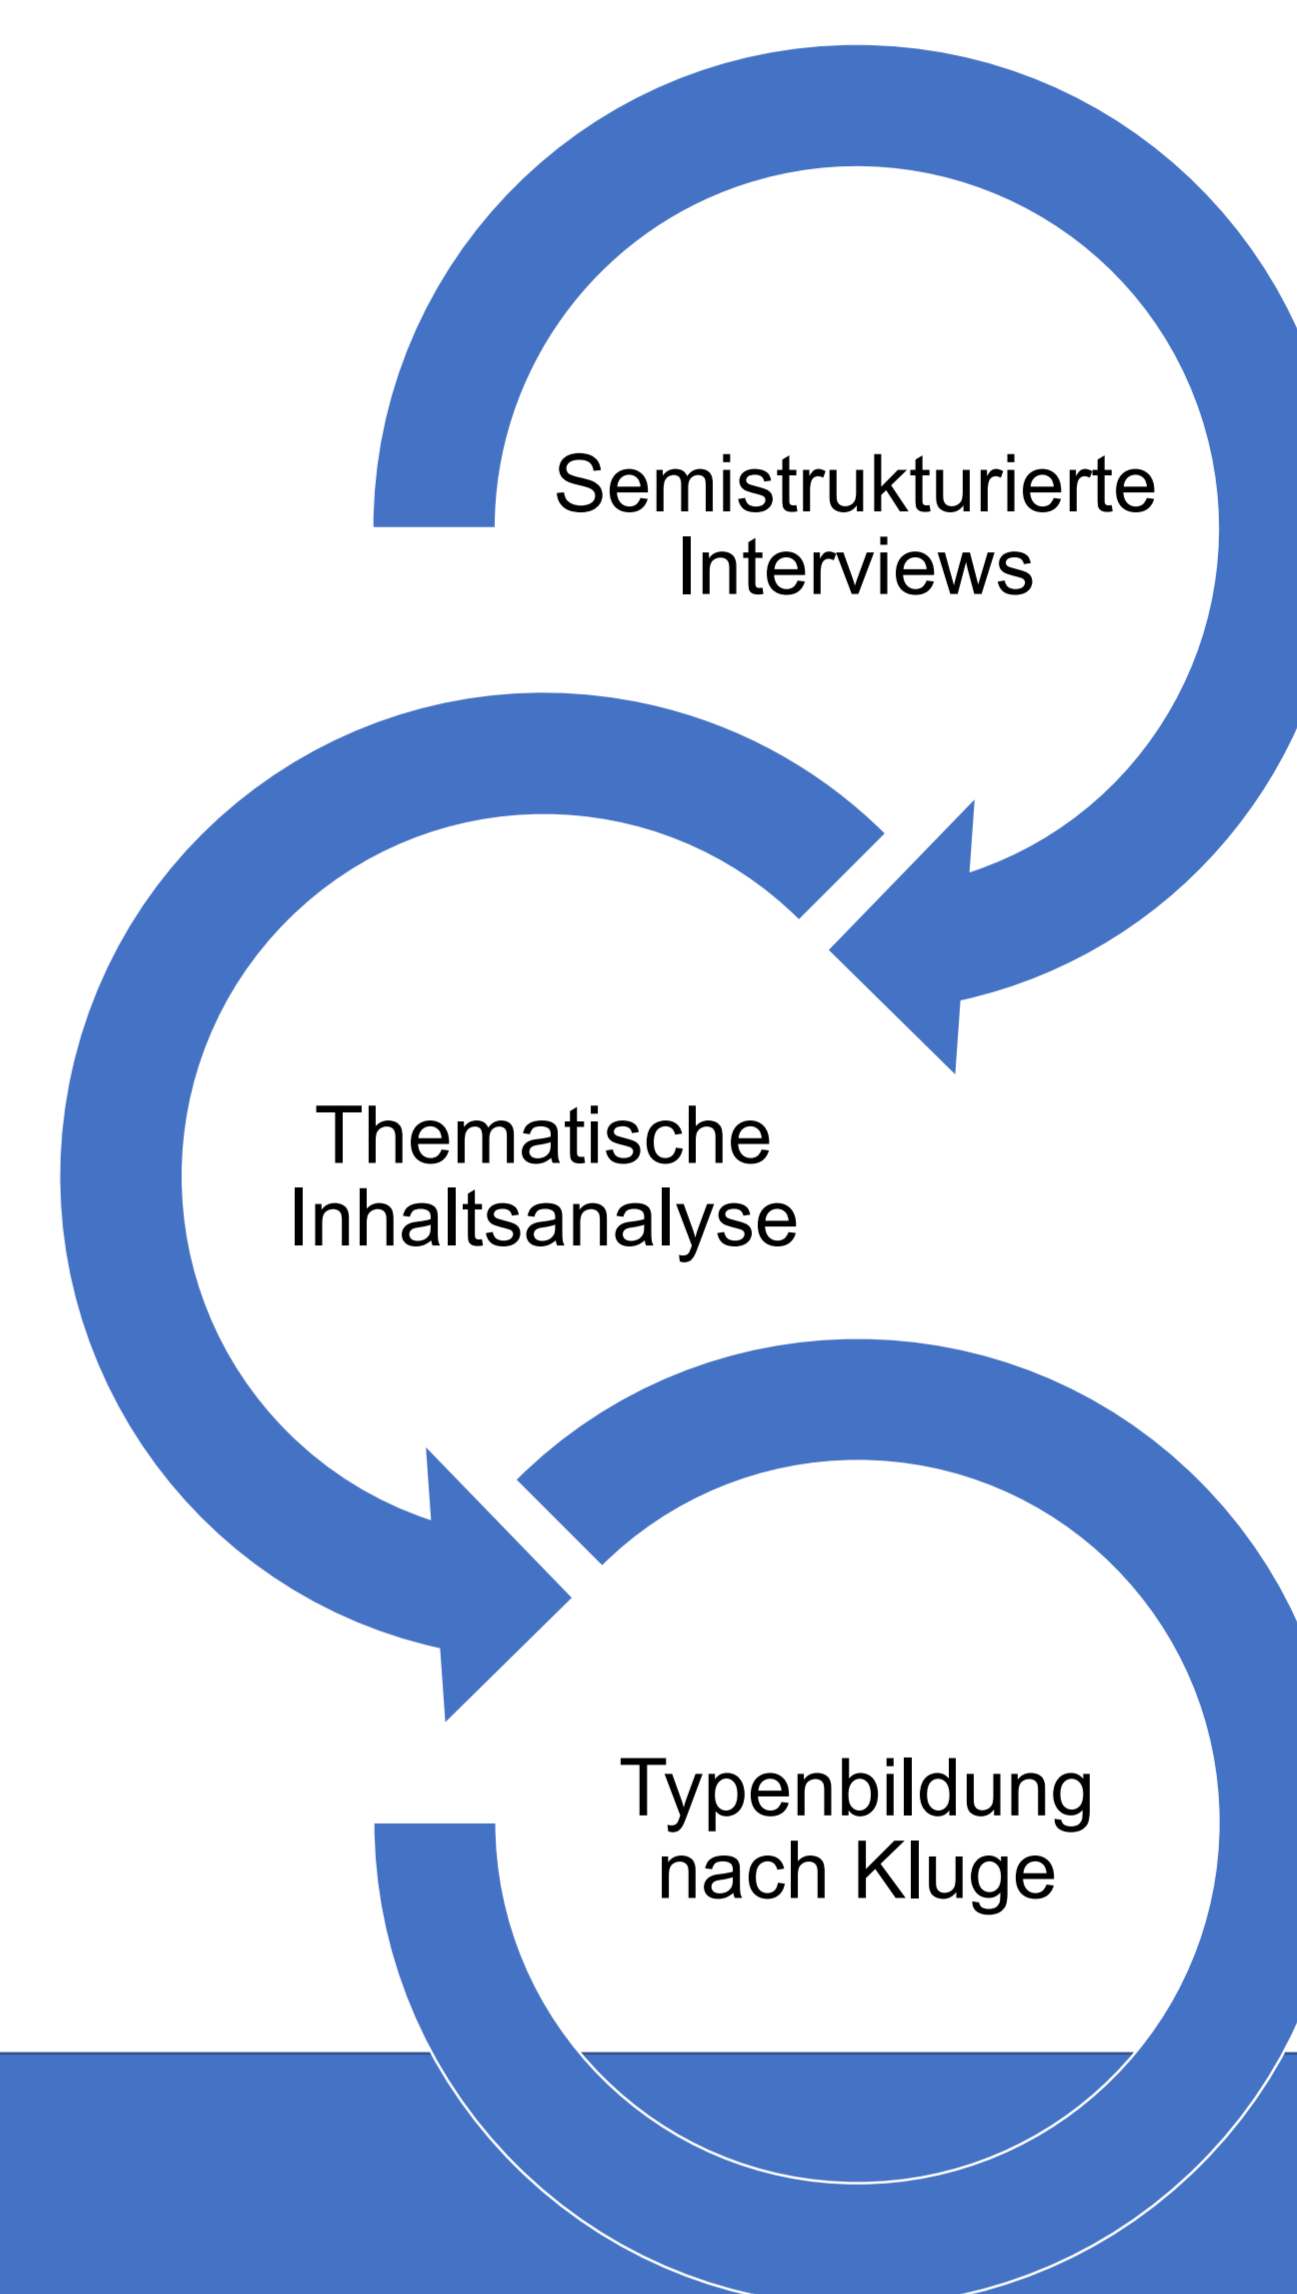 Semistrukturierte
Interviews
Thematische
Inhaltsanalyse
Typenbildung
nach Kluge